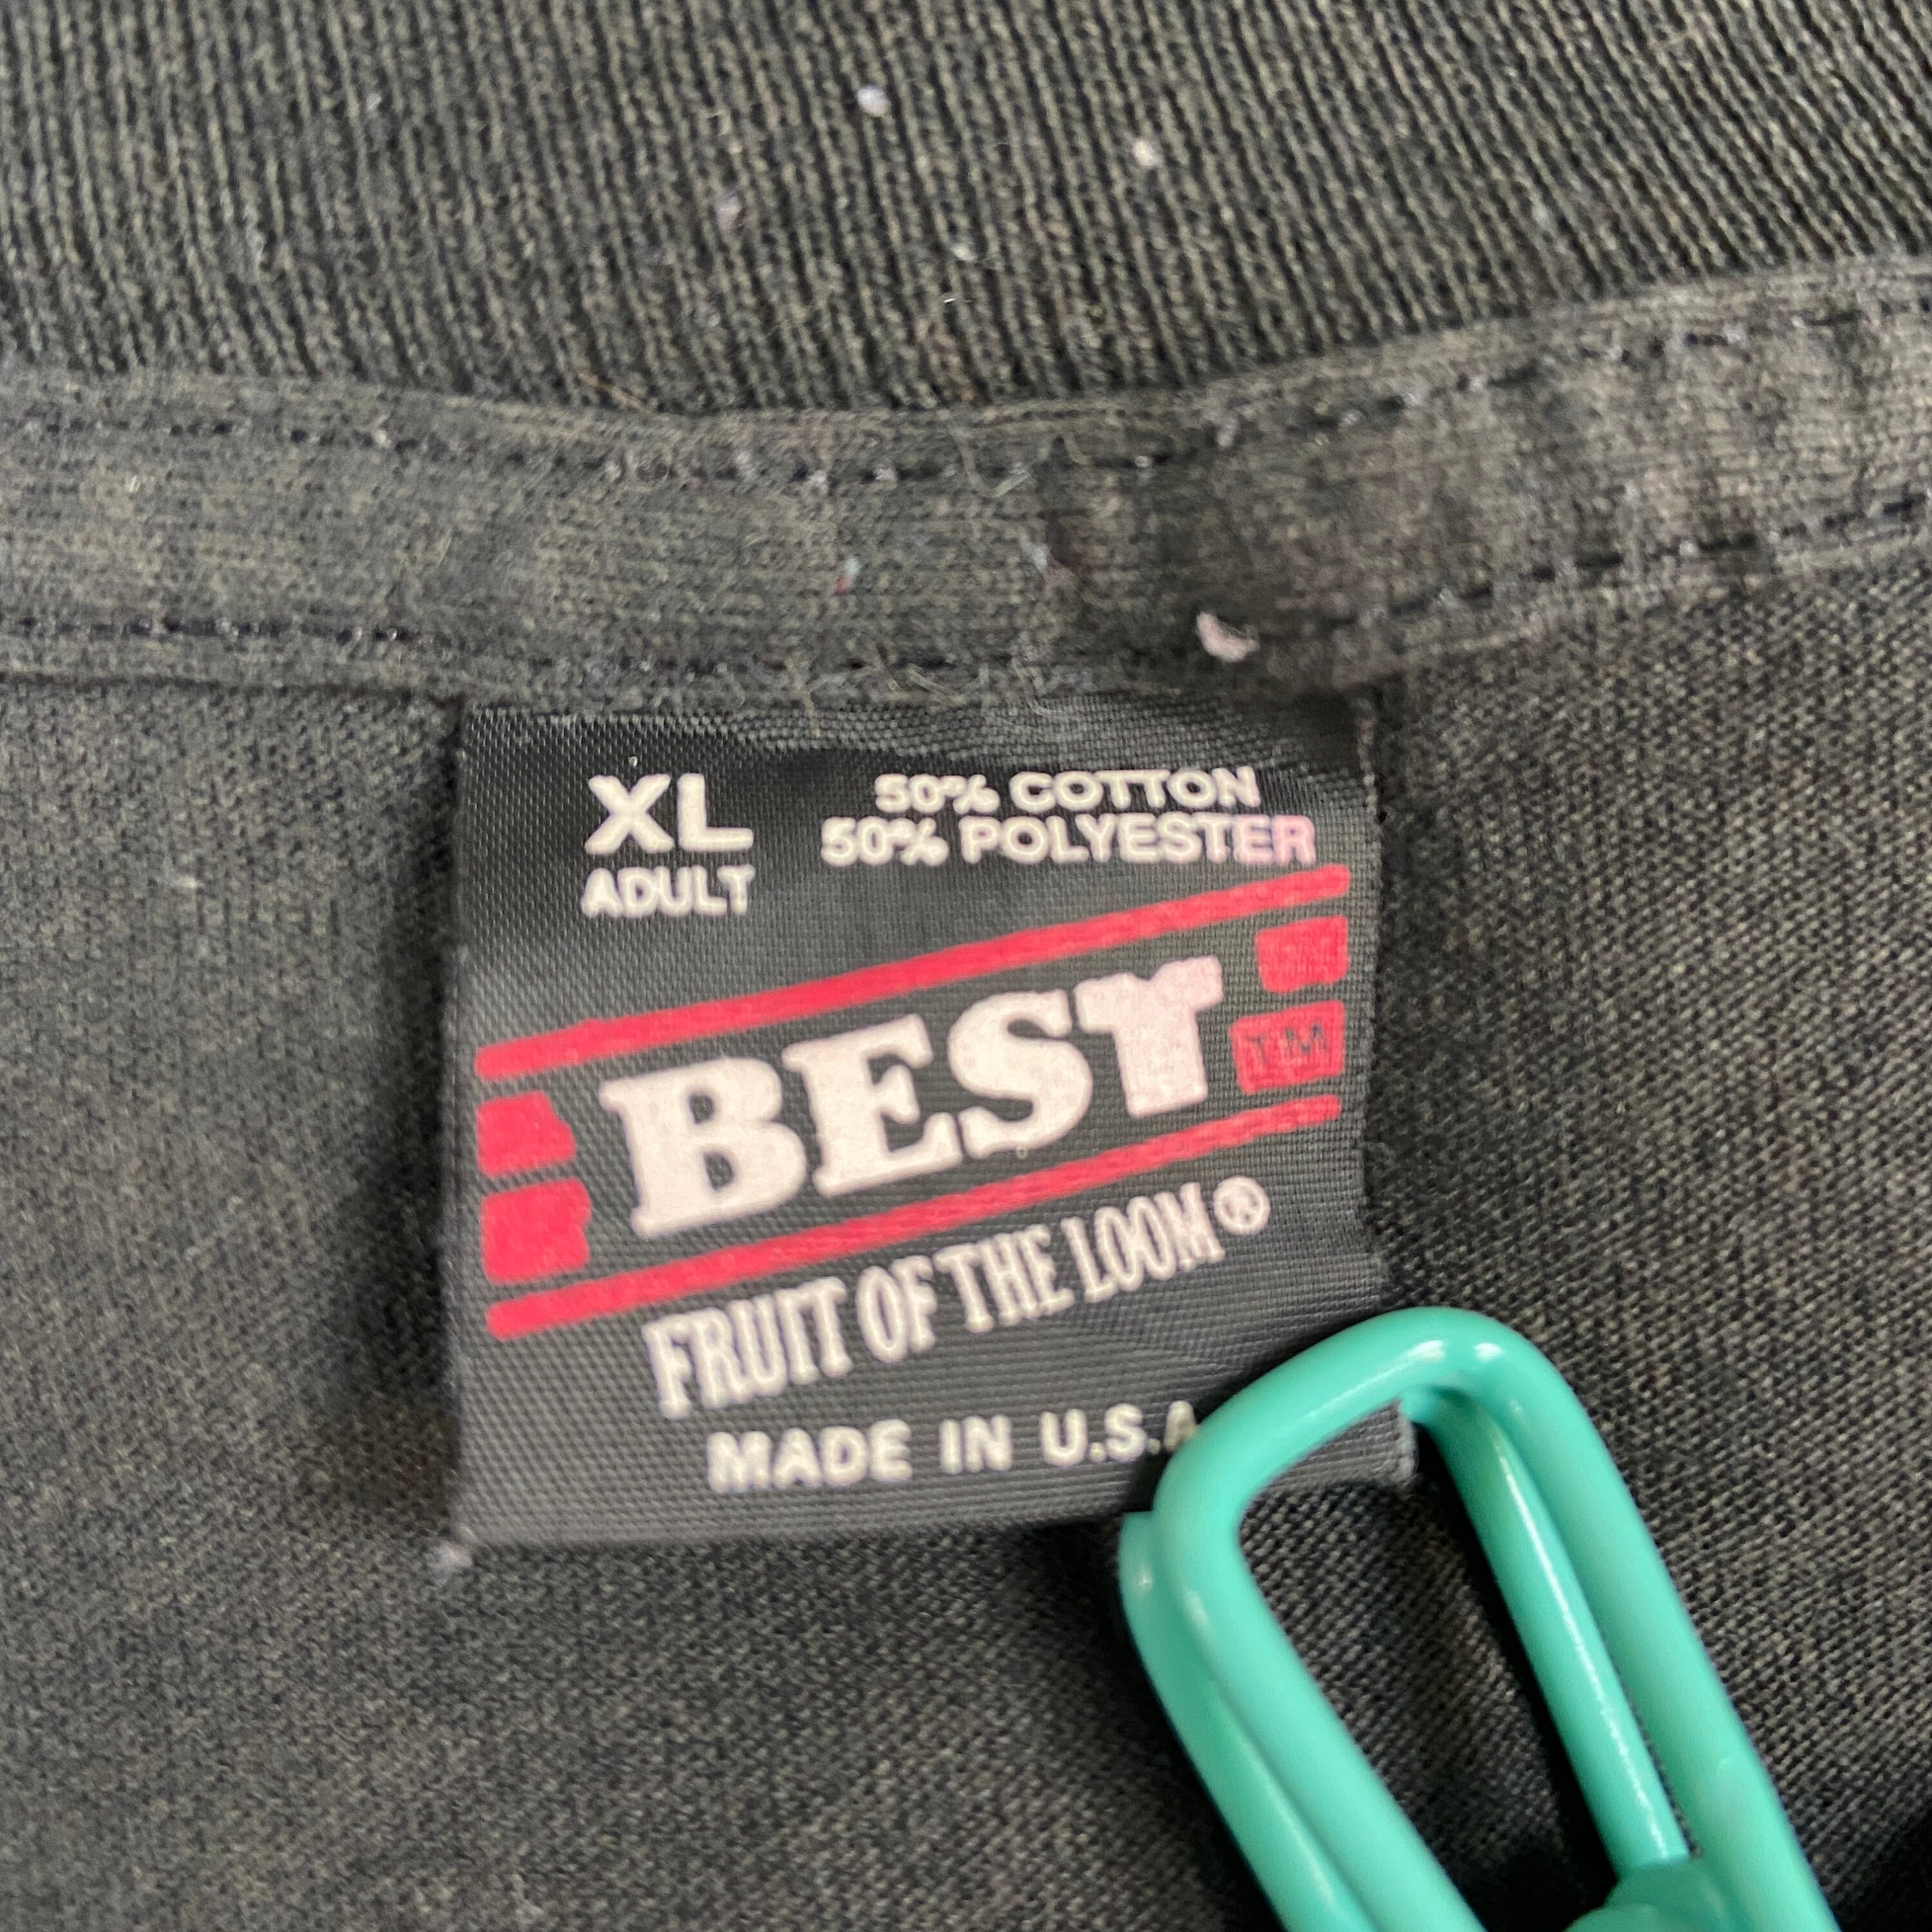 XL
ADULT
50% COTTON
50% POLYESTER
BEST
TM
FRUIT OF THE LOOM®
MADE IN U.S.A